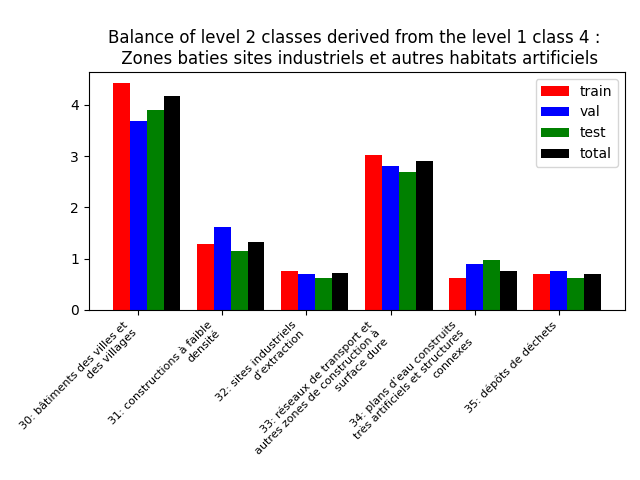 Balance of level 2 classes derived from the level 1 class 4 :
Zones baties sites industriels et autres habitats artificiels
train
val
test
total
4
3
2
1
0
30: bâtiments des villes et
des villages
31: constructions à faible
densité
32: sites industriels
d'extraction
33: réseaux de transport et
autres zones de construction à
surface dure
34: plans d'eau construits
très artificiels et structures
connexes
35: dépôts de déchets